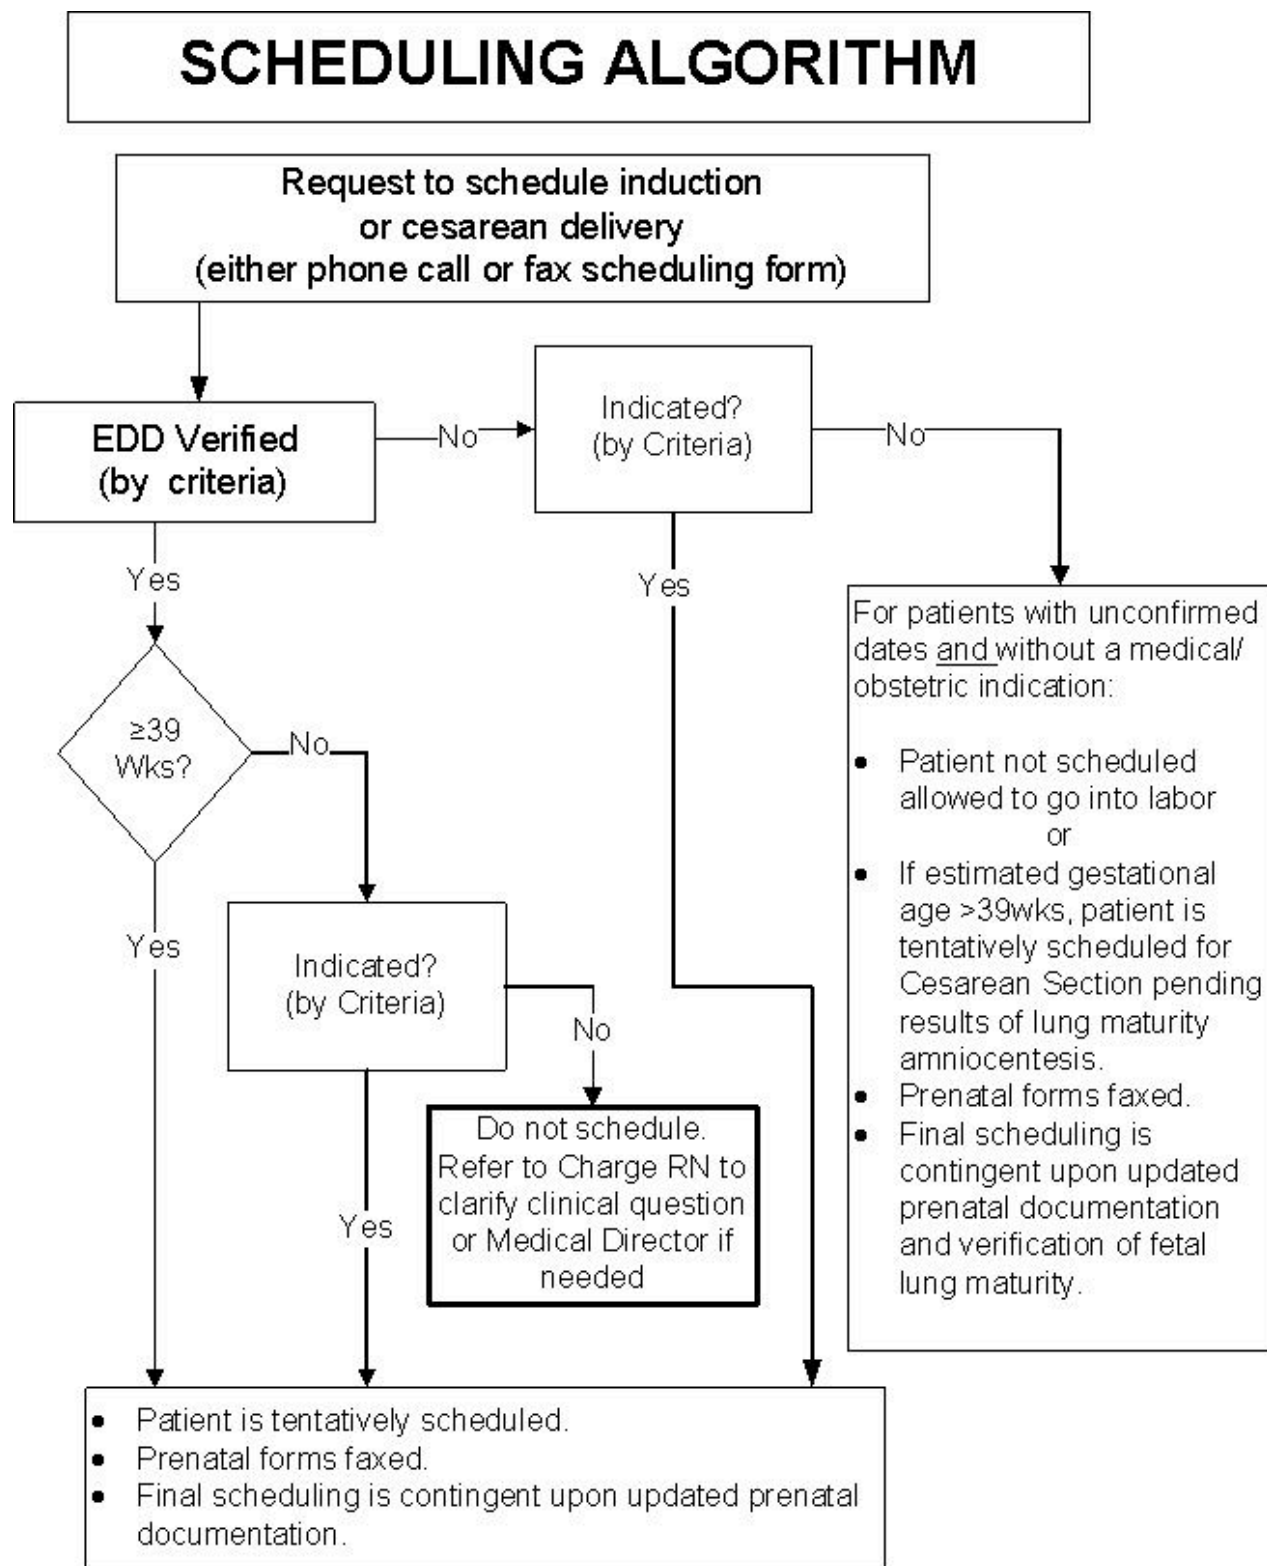 SCHEDULING ALGORITHM
Request to schedule induction
or cesarean delivery
(either phone call or fax scheduling form)
EDD Verified
(by criteria)
No
Indicated?
(by Criteria)
No
Yes
Yes
For patients with unconfirmed
dates and without a medical/
obstetric indication:
• Patient not scheduled
allowed to go into labor
or
• If estimated gestational
age >39wks, patient is
tentatively scheduled for
Cesarean Section pending
results of lung maturity
amniocentesis.
• Prenatal forms faxed.
• Final scheduling is
contingent upon updated
prenatal documentation
and verification of fetal
lung maturity.
≥39
Wks?
No
Yes
Indicated?
(by Criteria)
No
Yes
Do not schedule.
Refer to Charge RN to
clarify clinical question
or Medical Director if
needed
• Patient is tentatively scheduled.
• Prenatal forms faxed.
• Final scheduling is contingent upon updated prenatal
documentation.